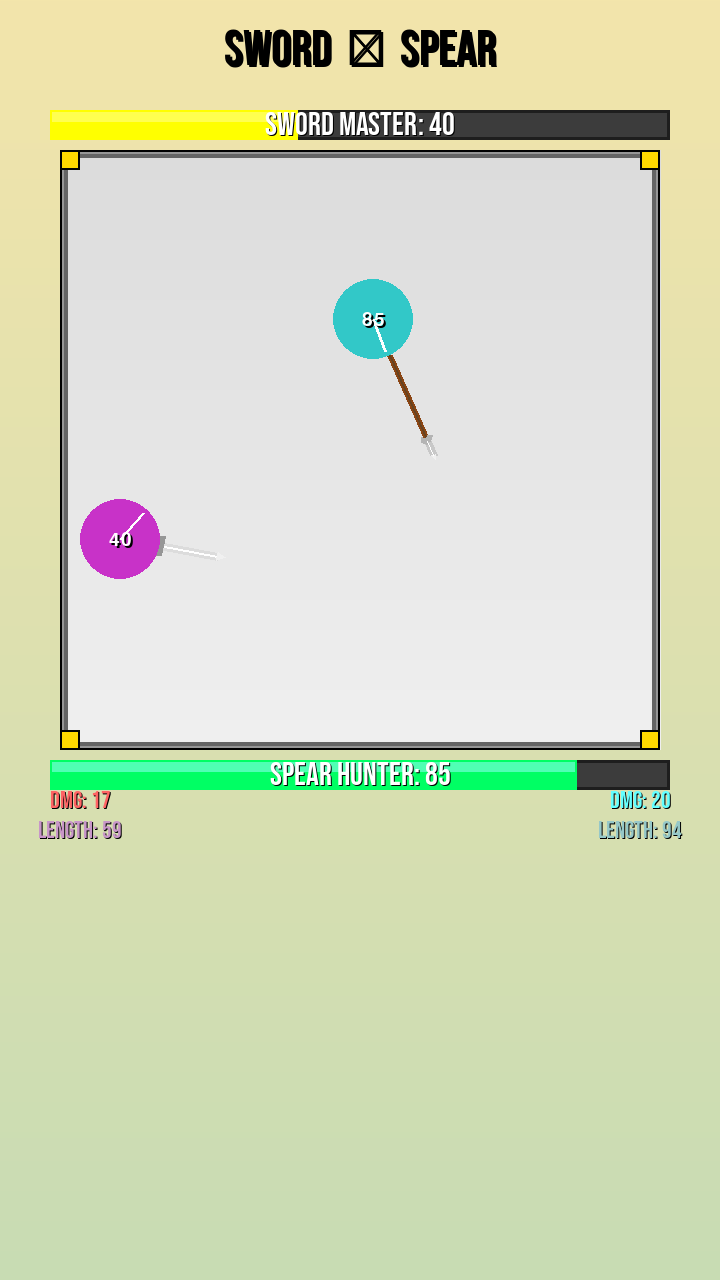 SWORD ☒ SPEAR
SWORD MASTER: 40
85
40
SPEAR HUNTER: 85
DMG: 17
DMG: 20
LENGTH: 59
LENGTH: 94